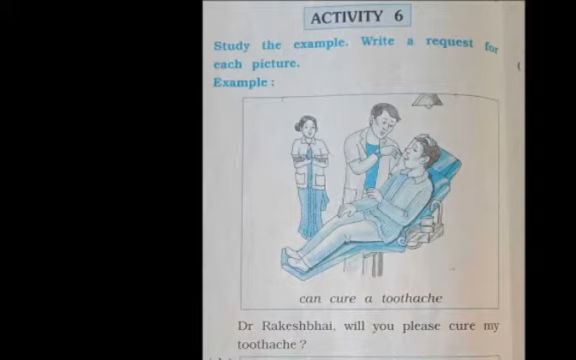 ACTIVITY 6
Study the example. Write a request for
each picture.
Example :
can cure a toothache
Dr Rakeshbhai, will you please cure my
toothache ?